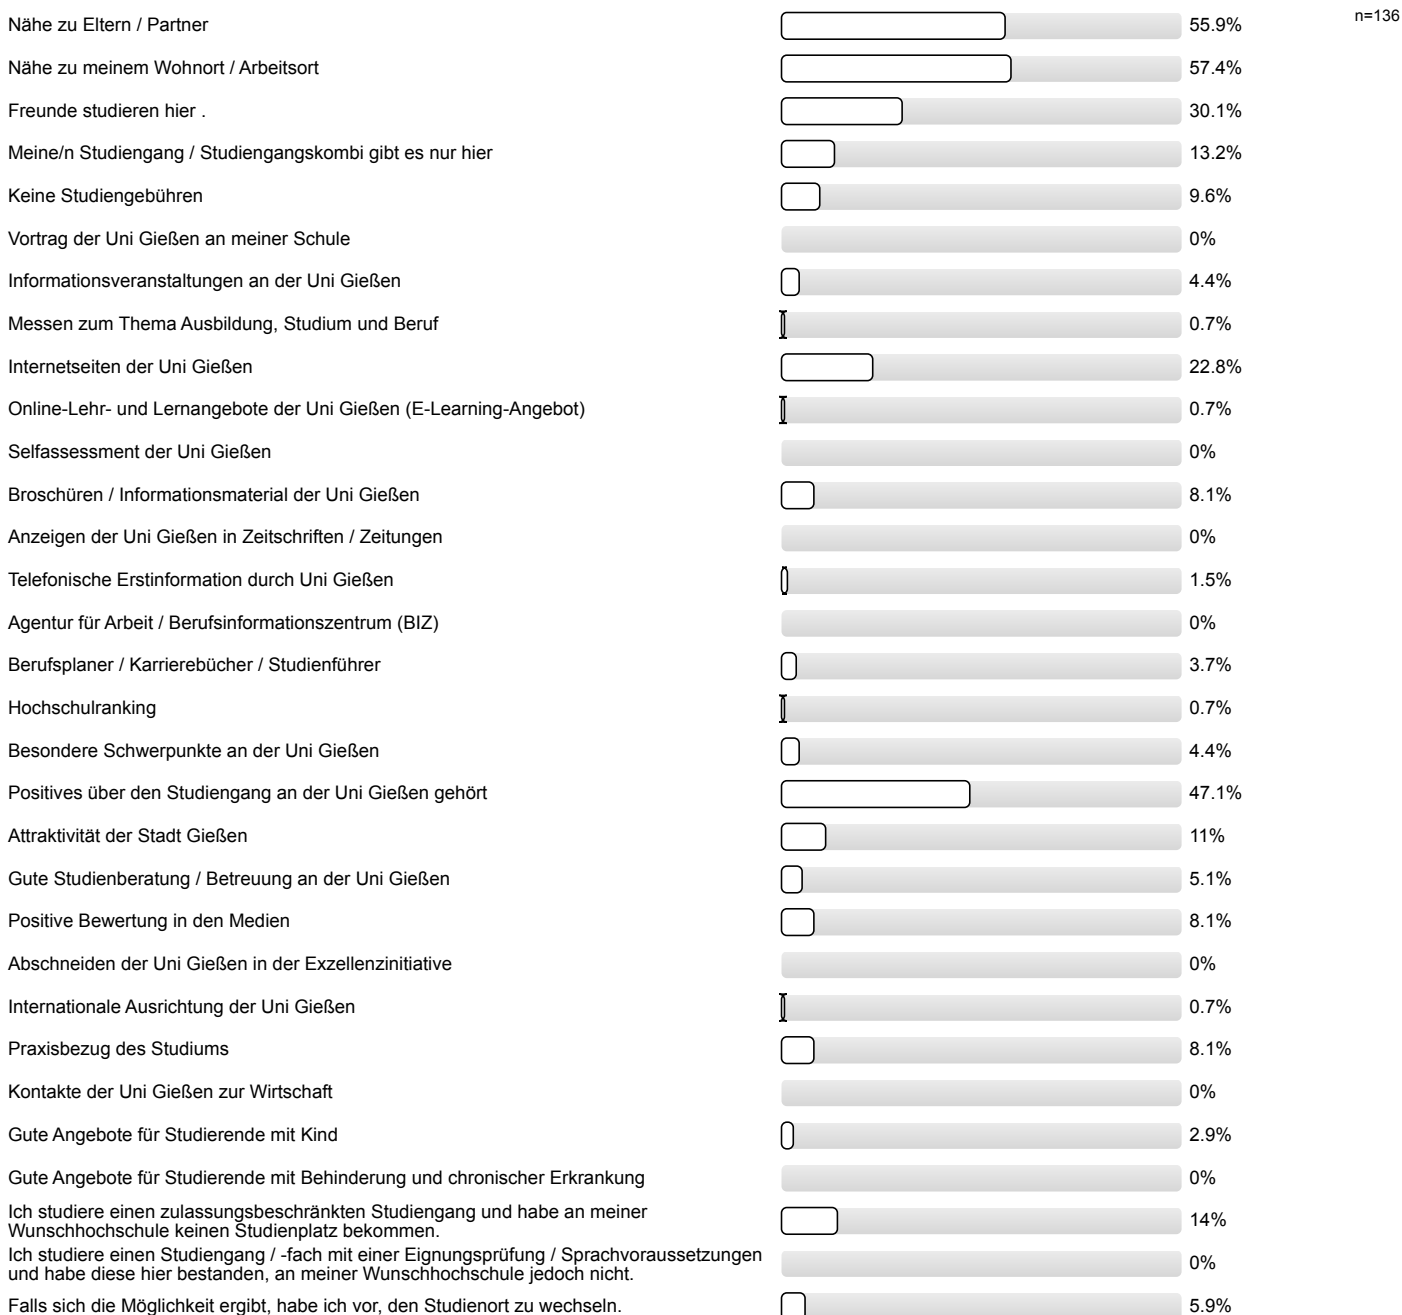 Nähe zu Eltern / Partner 55.9% n=136
Nähe zu meinem Wohnort / Arbeitsort 57.4%
Freunde studieren hier . 30.1%
Meine/n Studiengang / Studiengangskombi gibt es nur hier 13.2%
Keine Studiengebühren 9.6%
Vortrag der Uni Gießen an meiner Schule 0%
Informationsveranstaltungen an der Uni Gießen 4.4%
Messen zum Thema Ausbildung, Studium und Beruf 0.7%
Internetseiten der Uni Gießen 22.8%
Online-Lehr- und Lernangebote der Uni Gießen (E-Learning-Angebot) 0.7%
Selfassessment der Uni Gießen 0%
Broschüren / Informationsmaterial der Uni Gießen 8.1%
Anzeigen der Uni Gießen in Zeitschriften / Zeitungen 0%
Telefonische Erstinformation durch Uni Gießen 1.5%
Agentur für Arbeit / Berufsinformationszentrum (BIZ) 0%
Berufsplaner / Karrierebücher / Studienführer 3.7%
Hochschulranking 0.7%
Besondere Schwerpunkte an der Uni Gießen 4.4%
Positives über den Studiengang an der Uni Gießen gehört 47.1%
Attraktivität der Stadt Gießen 11%
Gute Studienberatung / Betreuung an der Uni Gießen 5.1%
Positive Bewertung in den Medien 8.1%
Abschneiden der Uni Gießen in der Exzellenzinitiative 0%
Internationale Ausrichtung der Uni Gießen 0.7%
Praxisbezug des Studiums 8.1%
Kontakte der Uni Gießen zur Wirtschaft 0%
Gute Angebote für Studierende mit Kind 2.9%
Gute Angebote für Studierende mit Behinderung und chronischer Erkrankung 0%
Ich studiere einen zulassungsbeschränkten Studiengang und habe an meiner
Wunschhochschule keinen Studienplatz bekommen. 14%
Ich studiere einen Studiengang / -fach mit einer Eignungsprüfung / Sprachvoraussetzungen
und habe diese hier bestanden, an meiner Wunschhochschule jedoch nicht. 0%
Falls sich die Möglichkeit ergibt, habe ich vor, den Studienort zu wechseln. 5.9%